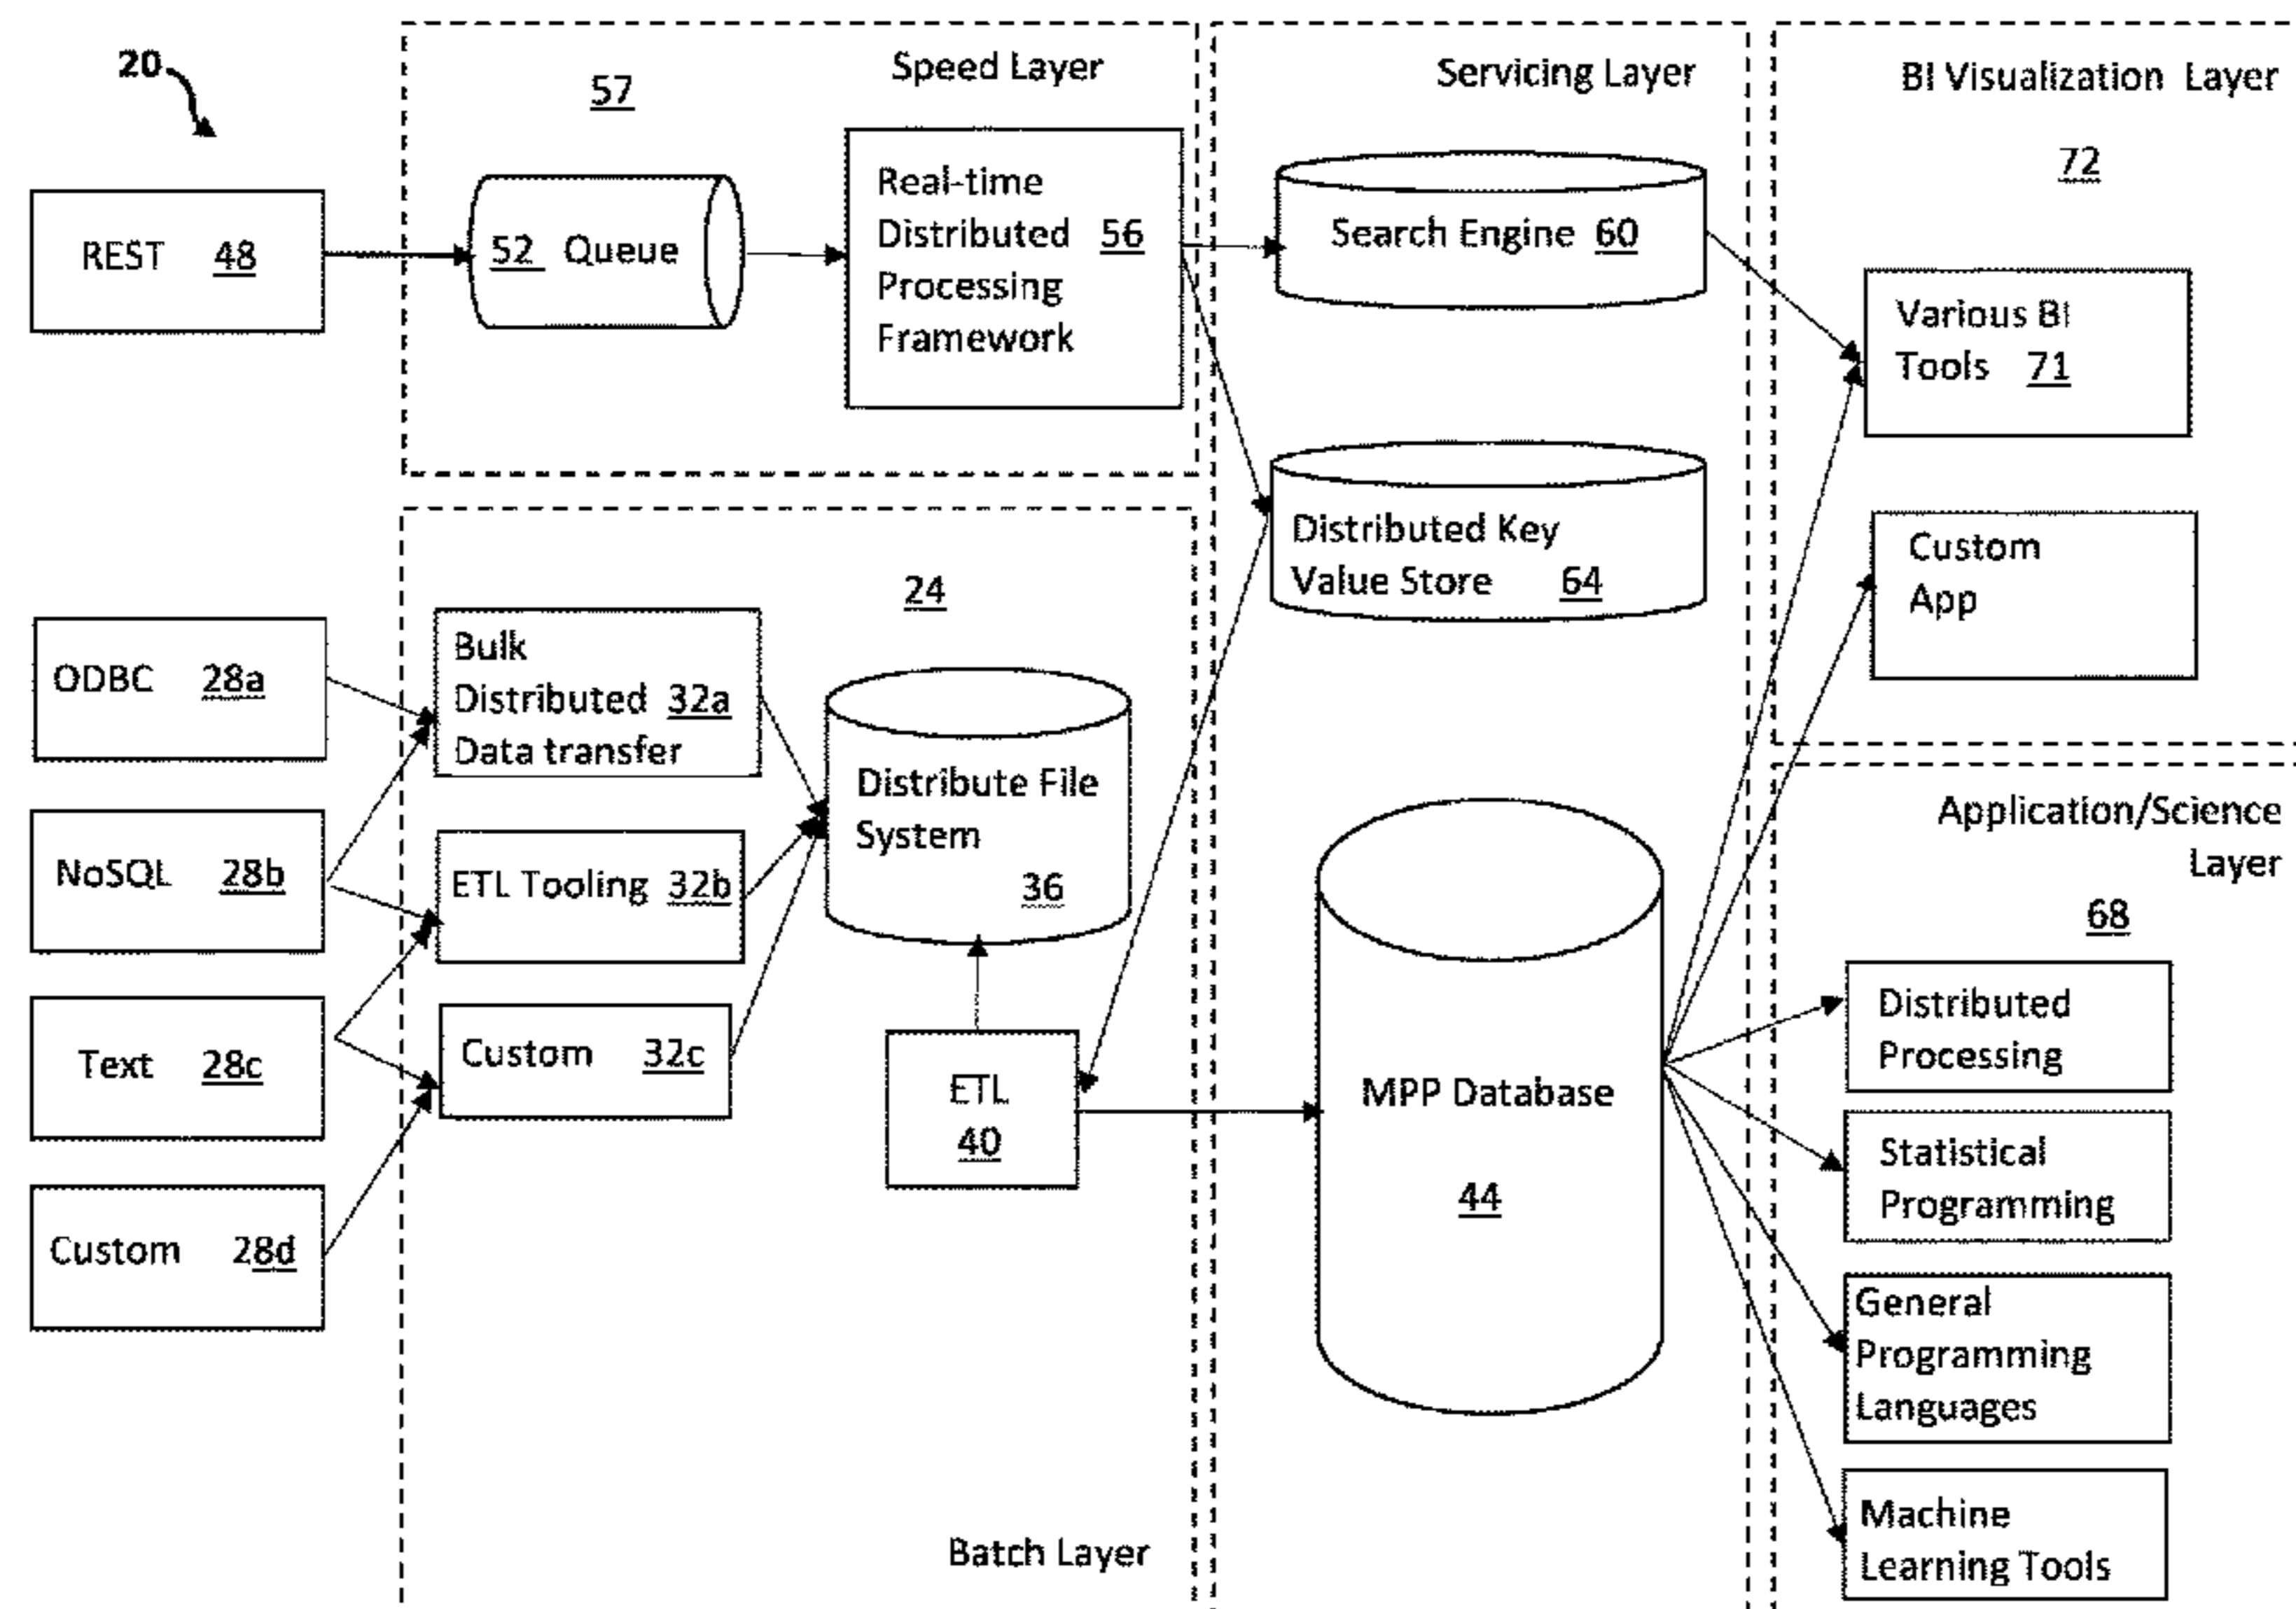 20
57
Speed Layer
Servicing Layer
BI Visualization Layer
72
REST 48
52 Queue
Real-time
Distributed 56
Processing
Framework
Search Engine 60
Various BI
Tools 71
Distributed Key
Value Store 64
Custom
App
24
ODBC 28a
Bulk
Distributed 32a
Data transfer
Distribute File
System
36
NoSQL 28b
ETL Tooling 32b
Text 28c
Custom 32c
ETL
40
Custom 28d
Batch Layer
MPP Database
44
Application/Science
Layer
68
Distributed
Processing
Statistical
Programming
General
Programming
Languages
Machine
Learning Tools